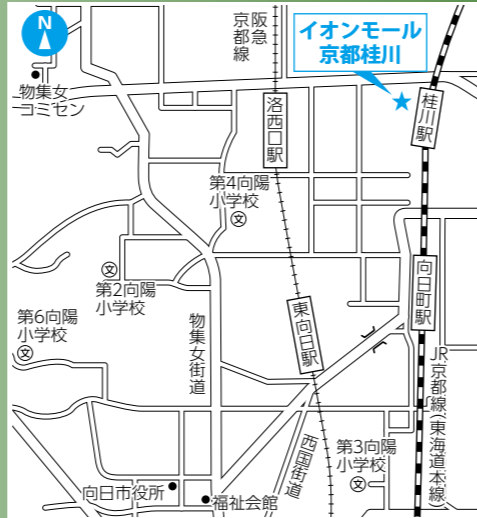 N
阪急
京都線
イオンモール
京都桂川
物集女
コミセン
洛西口駅
桂川駅
第4向陽
小学校
文
文
第2向陽
小学校
向日町駅
第6向陽
小学校
文
物集女街道
東向日駅
JR京都線(東海道本線)
西国街道
第3向陽
小学校
文
向日市役所
福祉会館